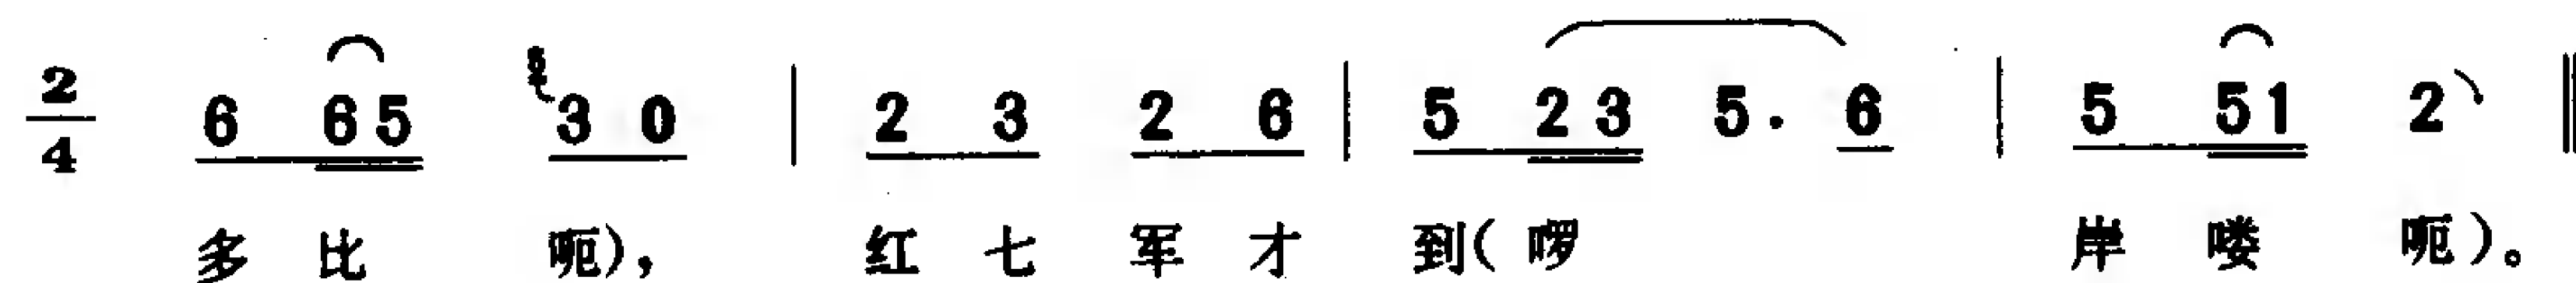 2/4 6 65 5 3 0 | 2 3 2 6 | 5 23 5. 6 | 5 51 2 ‖
多比 呃), 红七军才 到(啰 岸喽 呃)。